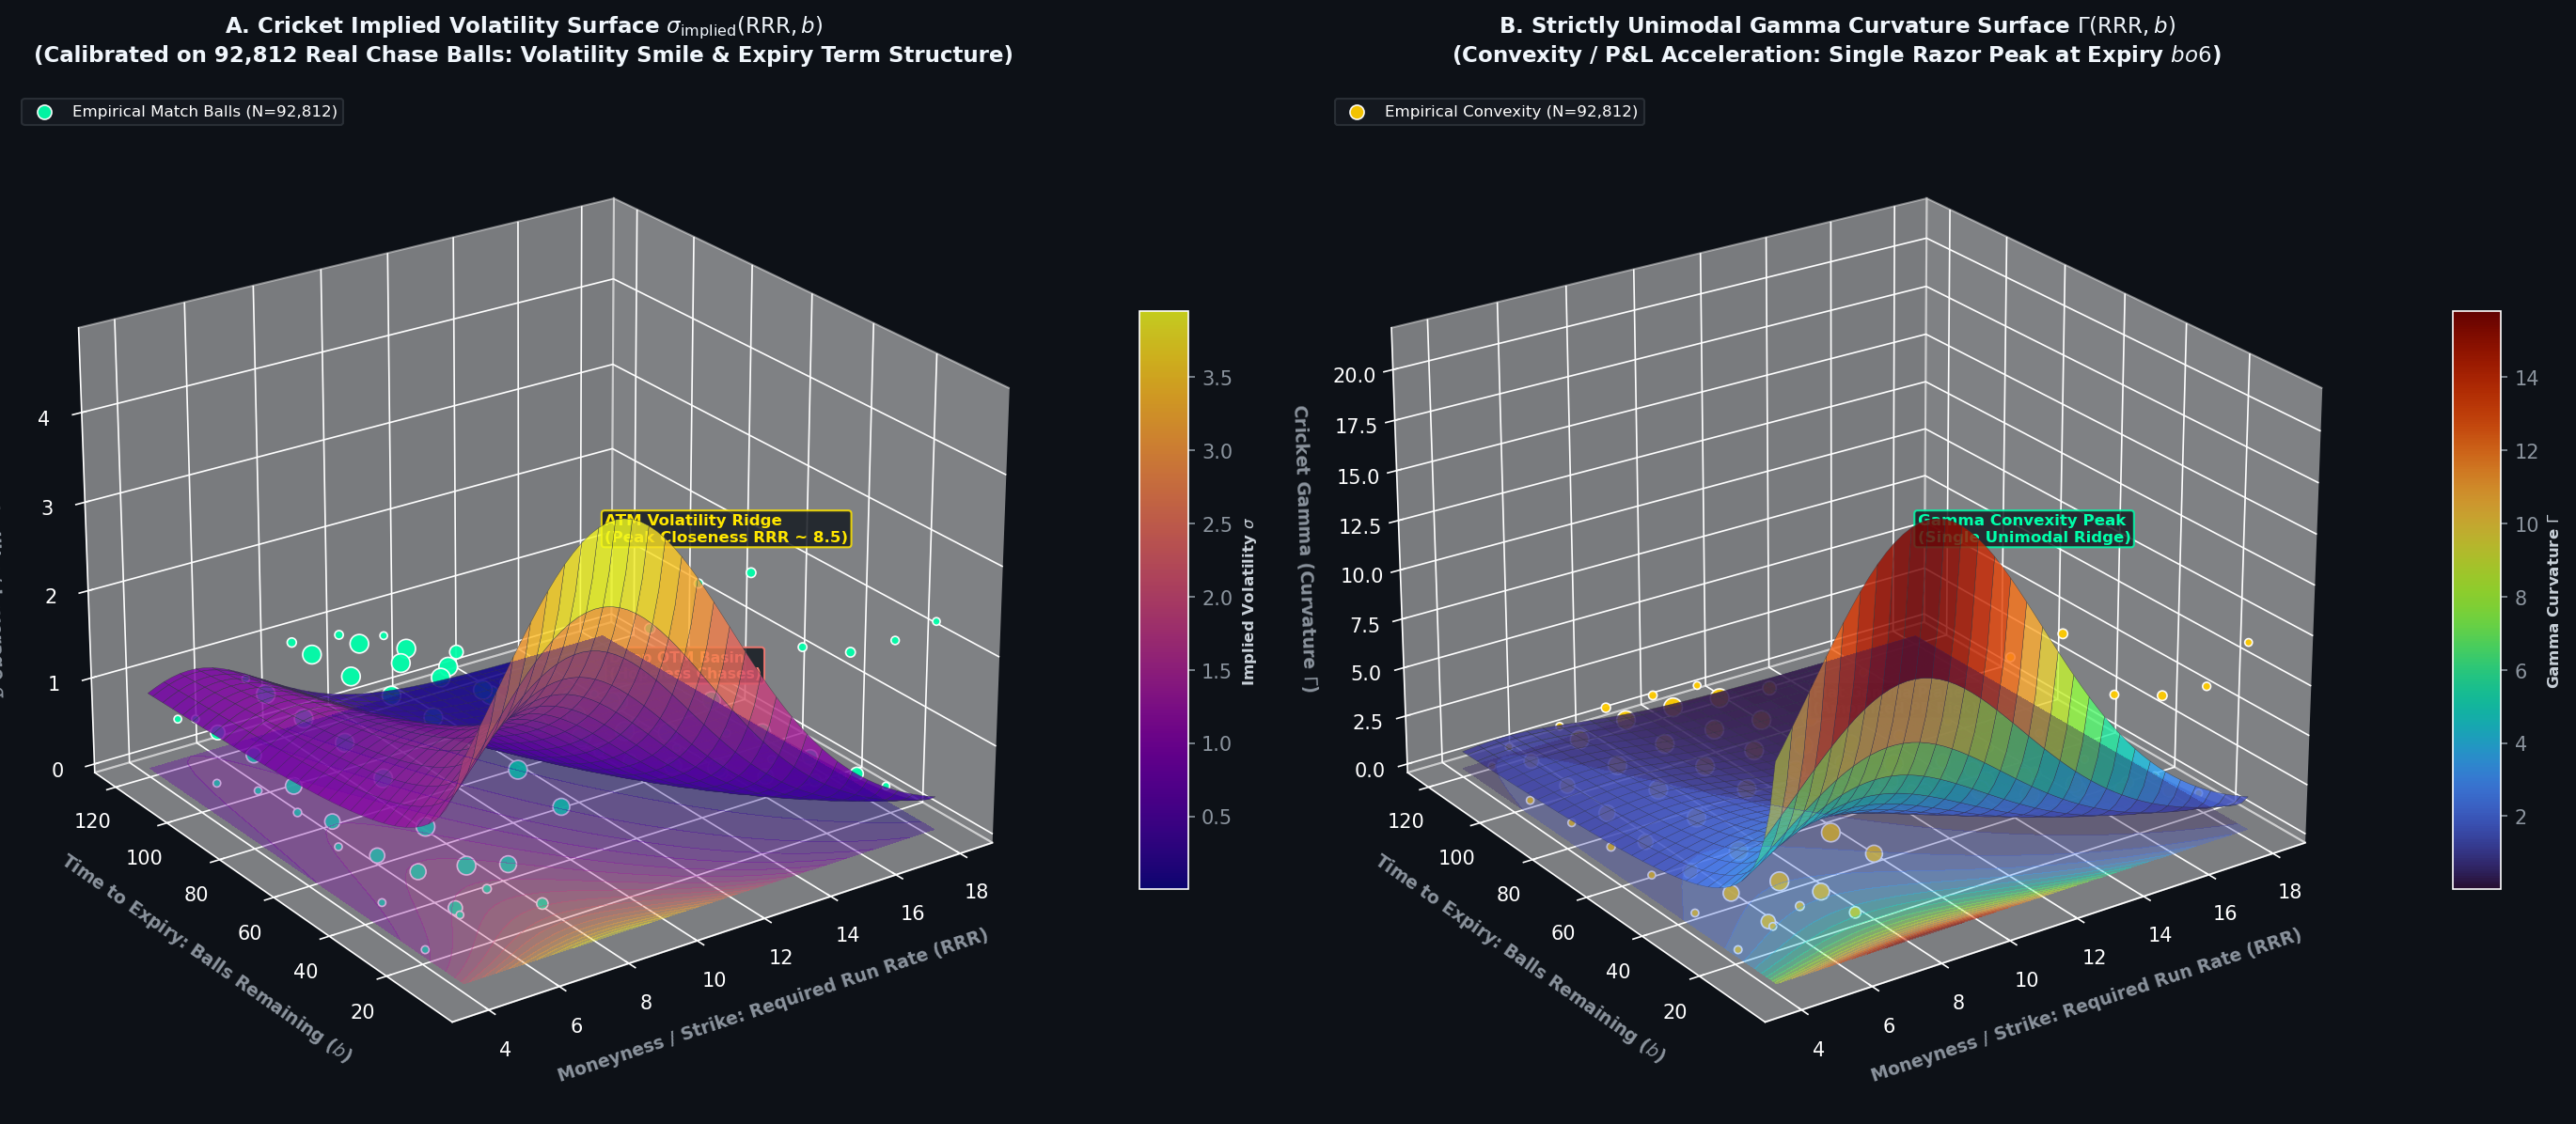 A. Cricket Implied Volatility Surface σ_implied(RRR, b)
(Calibrated on 92,812 Real Chase Balls: Volatility Smile & Expiry Term Structure)
Empirical Match Balls (N=92,812)
ATM Volatility Ridge
(Peak Closeness RRR ~ 8.5)
OTM Basin
Chases)
4
3
2
1
0
120
100
80
60
40
20
Time to Expiry: Balls Remaining (b)
4
6
8
10
12
14
16
18
Moneyness / Strike: Required Run Rate (RRR)
3.5
3.0
2.5
2.0
1.5
1.0
0.5
Implied Volatility σ
B. Strictly Unimodal Gamma Curvature Surface Γ(RRR, b)
(Convexity / P&L Acceleration: Single Razor Peak at Expiry bo6)
Empirical Convexity (N=92,812)
Gamma Convexity Peak
(Single Unimodal Ridge)
Cricket Gamma (Curvature Γ)
20.0
17.5
15.0
12.5
10.0
7.5
5.0
2.5
0.0
120
100
80
60
40
20
Time to Expiry: Balls Remaining (b)
4
6
8
10
12
14
16
18
Moneyness / Strike: Required Run Rate (RRR)
14
12
10
8
6
4
2
Gamma Curvature Γ